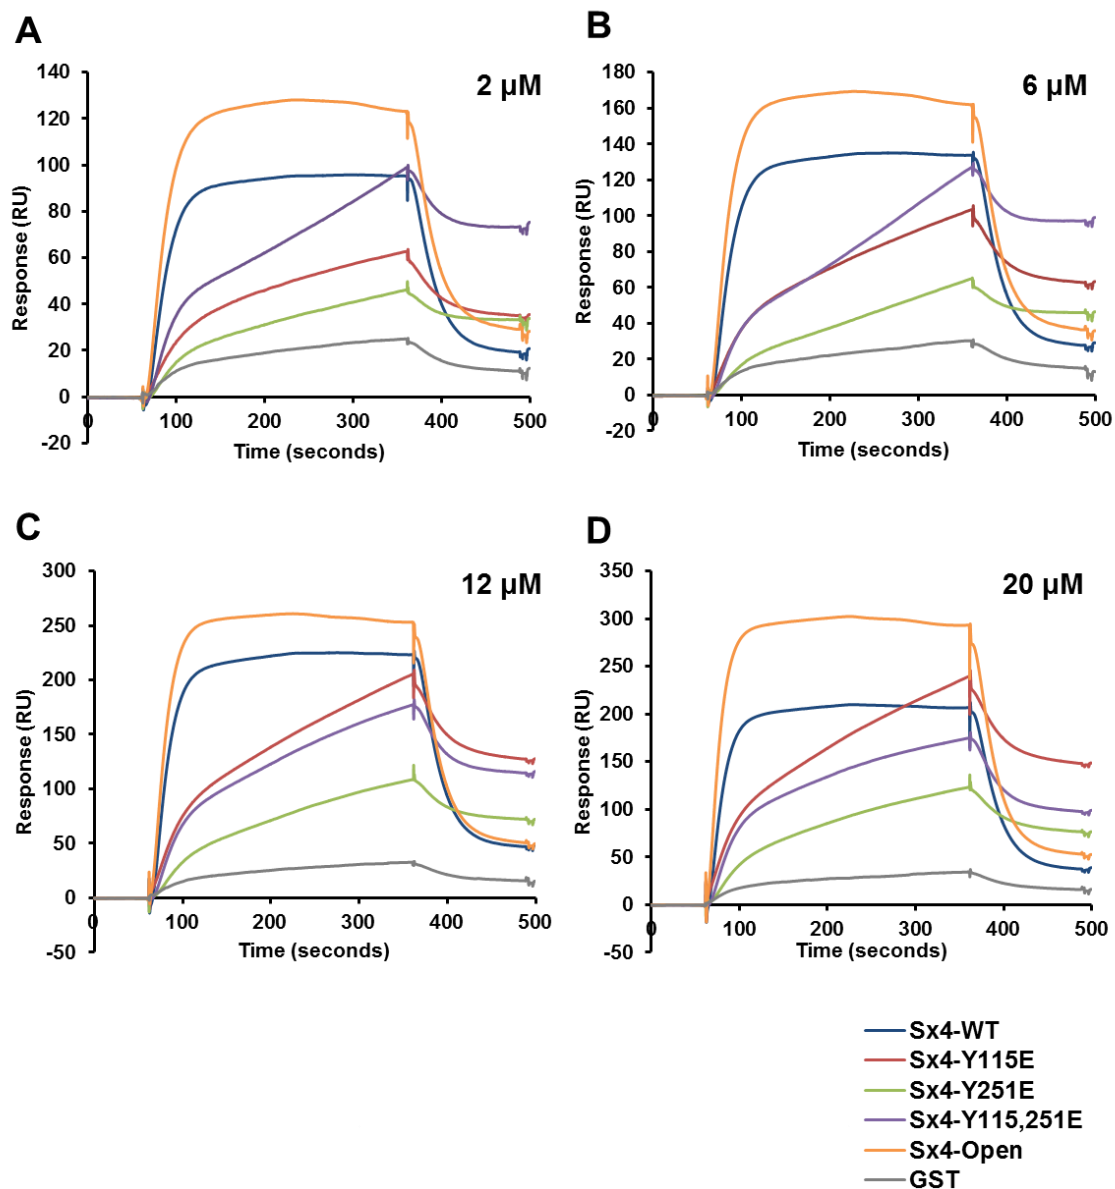 A
2 µM
Response (RU)
140
120
100
80
60
40
20
0
-20
0 100 200 300 400 500
Time (seconds)
B
6 µM
Response (RU)
180
160
140
120
100
80
60
40
20
0
-20
0 100 200 300 400 500
Time (seconds)
C
12 µM
Response (RU)
300
250
200
150
100
50
0
-50
0 100 200 300 400 500
Time (seconds)
D
20 µM
Response (RU)
350
300
250
200
150
100
50
0
-50
0 100 200 300 400 500
Time (seconds)
Sx4-WT
Sx4-Y115E
Sx4-Y251E
Sx4-Y115,251E
Sx4-Open
GST